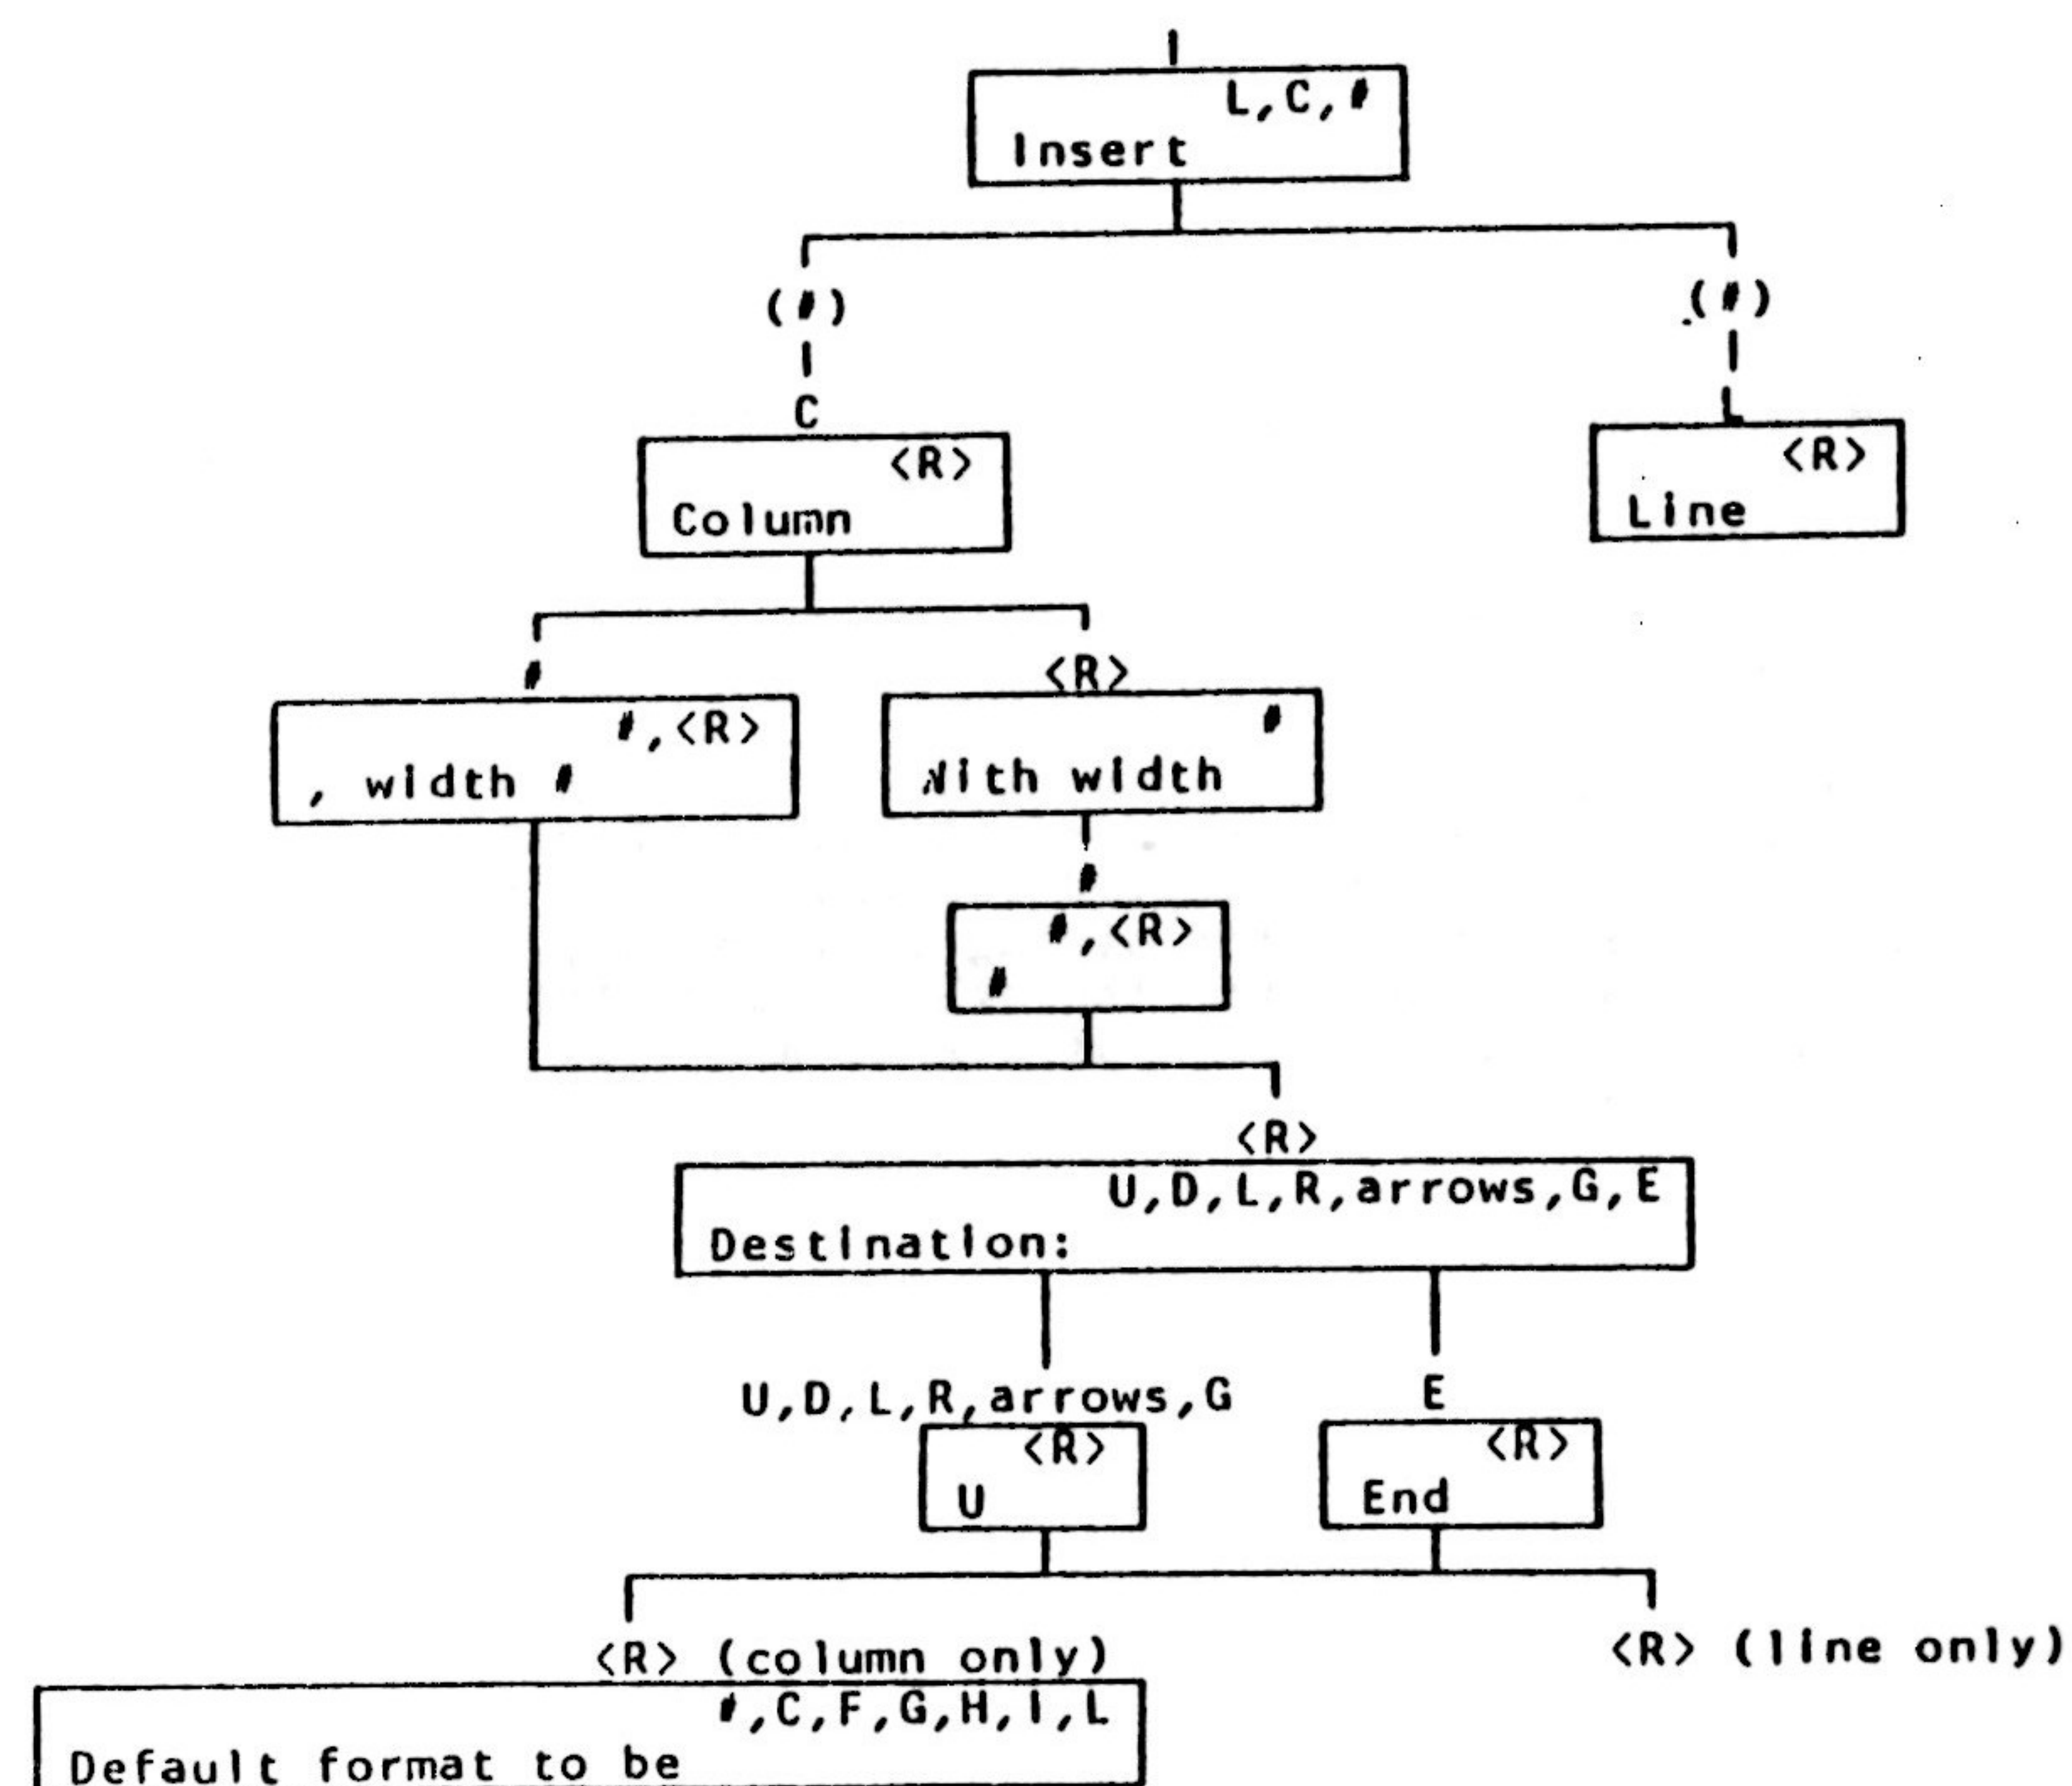 I
L,C,#
Insert
(#) (#)
C L
<R>
Column
<R>
Line
# <R>
#,<R>
, width #
#
With width
#
#,<R>
#
<R>
U,D,L,R,arrows,G,E
Destination:
U,D,L,R,arrows,G E
<R>
U
<R>
End
<R> (column only) <R> (line only)
#,C,F,G,H,I,L
Default format to be